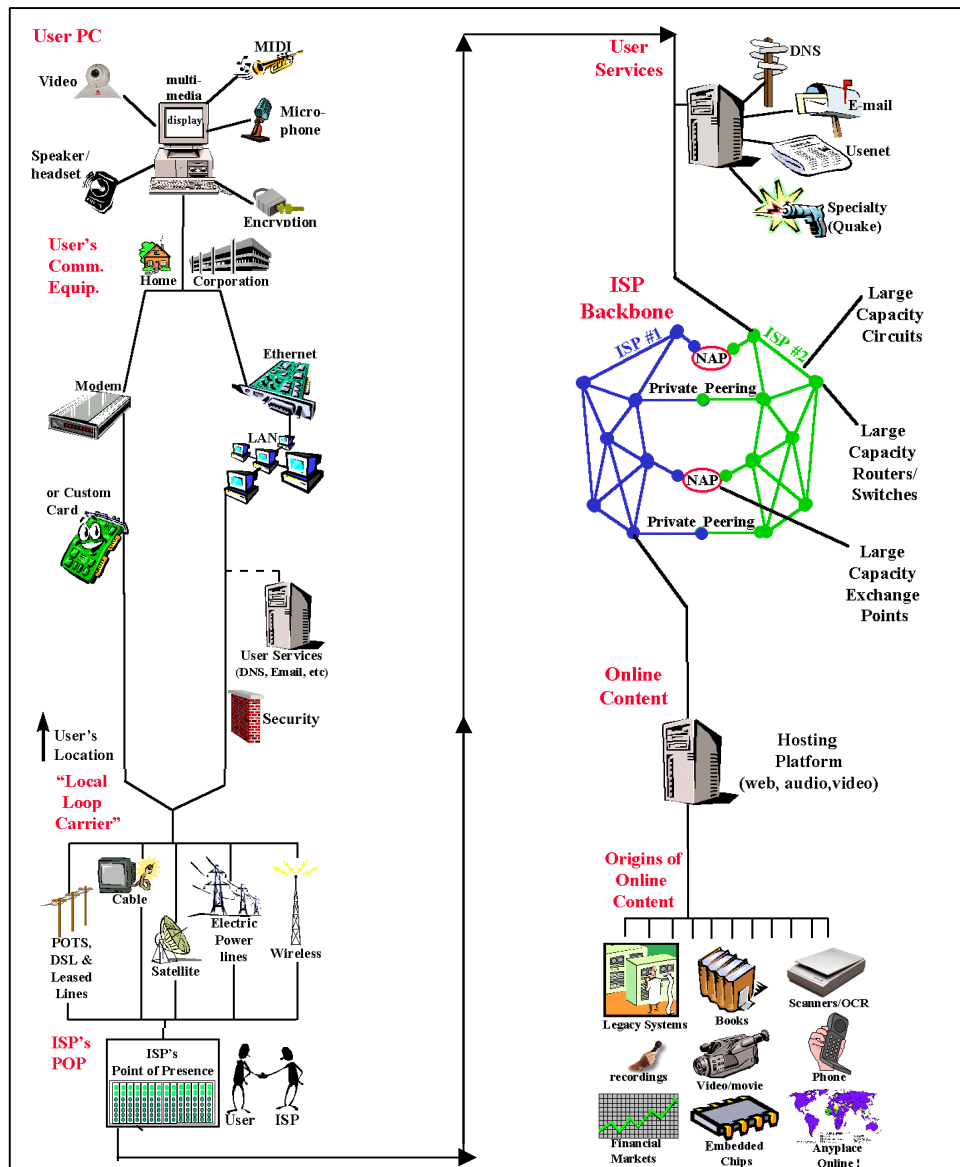 User PC
MIDI
Video
multi-
media
display
Micro-
phone
Speaker/
headset
Encryption
User's
Comm.
Equip.
Home
Corporation
Ethernet
Modem
LAN
or Custom
Card
User Services
(DNS, Email, etc)
Security
User's
Location
“Local
Loop
Carrier”
Cable
POTS,
DSL &
Leased
Lines
Satellite
Electric
Power
lines
Wireless
ISP's
POP
ISP's
Point of Presence
User
ISP
User
Services
DNS
E-mail
Usenet
Specialty
(Quake)
ISP
Backbone
Large
Capacity
Circuits
ISP #1
NAP
ISP #2
Private Peering
Large
Capacity
Routers/
Switches
NAP
Private Peering
Large
Capacity
Exchange
Points
Online
Content
Hosting
Platform
(web, audio,video)
Origins of
Online
Content
Legacy Systems
Books
Scanners/OCR
recordings
Video/movie
Phone
Financial
Markets
Embedded
Chips
Anyplace
Online !